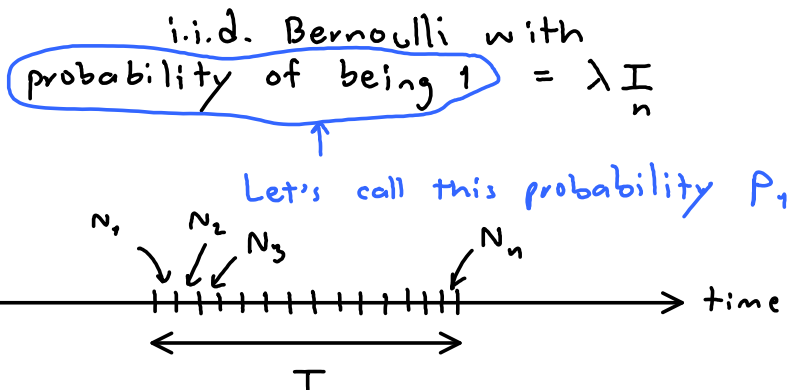 i.i.d. Bernoulli with
probability of being 1 = λ T/n
Let's call this probability P₁
N₁ N₂ N₃ Nₙ
time
T